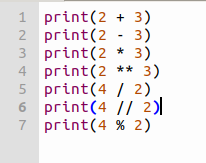 1 print(2 + 3)
2 print(2 - 3)
3 print(2 * 3)
4 print(2 ** 3)
5 print(4 / 2)
6 print(4 // 2)
7 print(4 % 2)